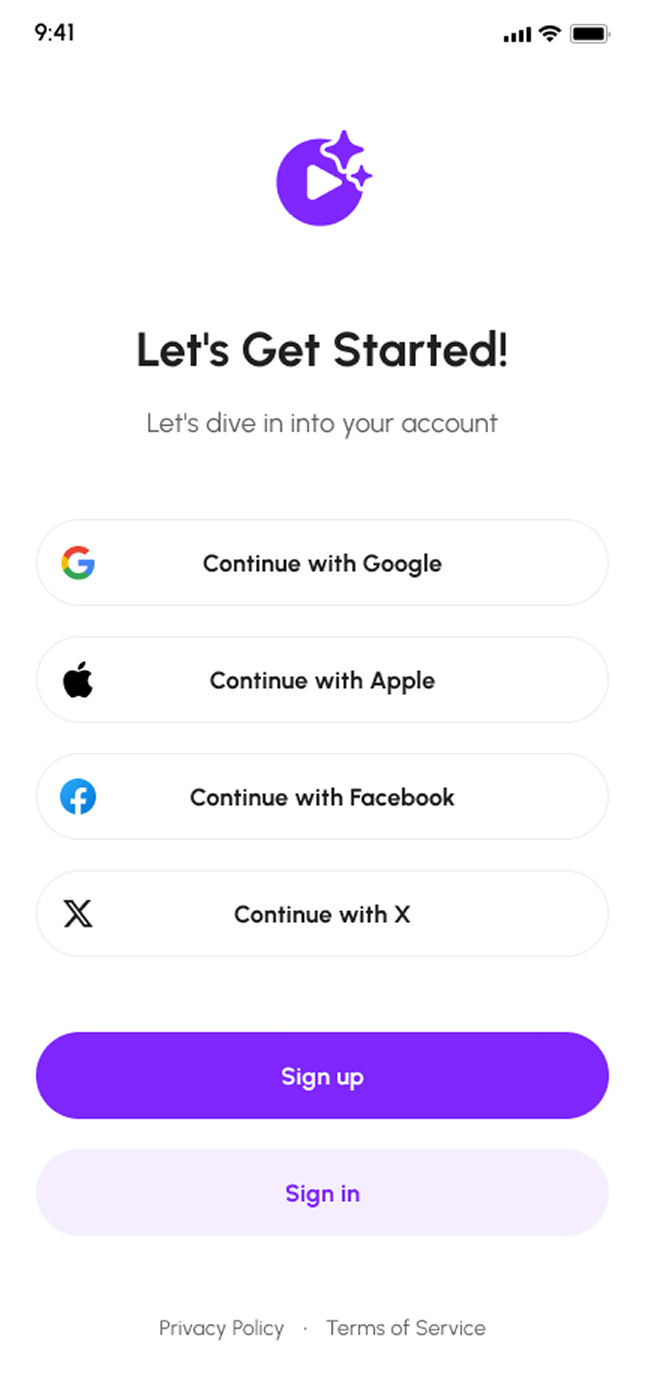 9:41
Let's Get Started!
Let's dive in into your account
Continue with Google
Continue with Apple
Continue with Facebook
Continue with X
Sign up
Sign in
Privacy Policy · Terms of Service